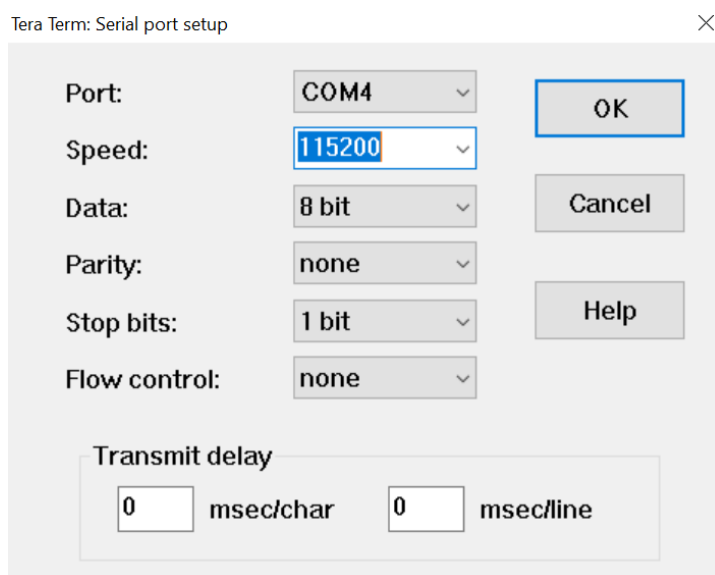 Tera Term: Serial port setup
Port: COM4
OK
Speed: 115200
Data: 8 bit
Cancel
Parity: none
Stop bits: 1 bit
Help
Flow control: none
Transmit delay
0 msec/char 0 msec/line